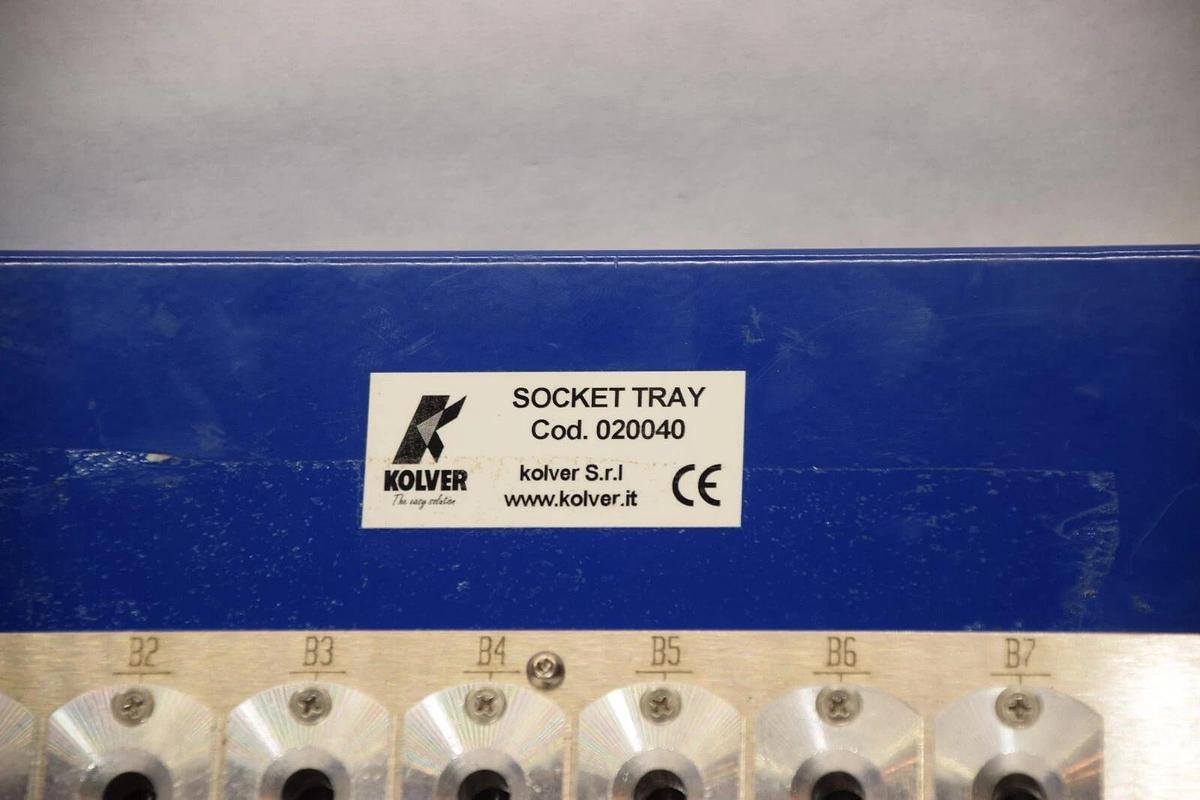 SOCKET TRAY
Cod. 020040
KOLVER
The easy solution
kolver S.r.l
www.kolver.it
CE
B2 B3 B4 B5 B6 B7